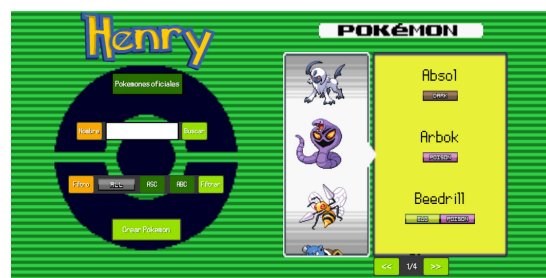 Henry
POKéMON
Pokemones oficiales
Nombre
Buscar
Filtro ALL ASC ABC Filtrar
Crear Pokemon
Absol
DARK
Arbok
POISON
Beedrill
BUG POISON
<< 1/4 >>